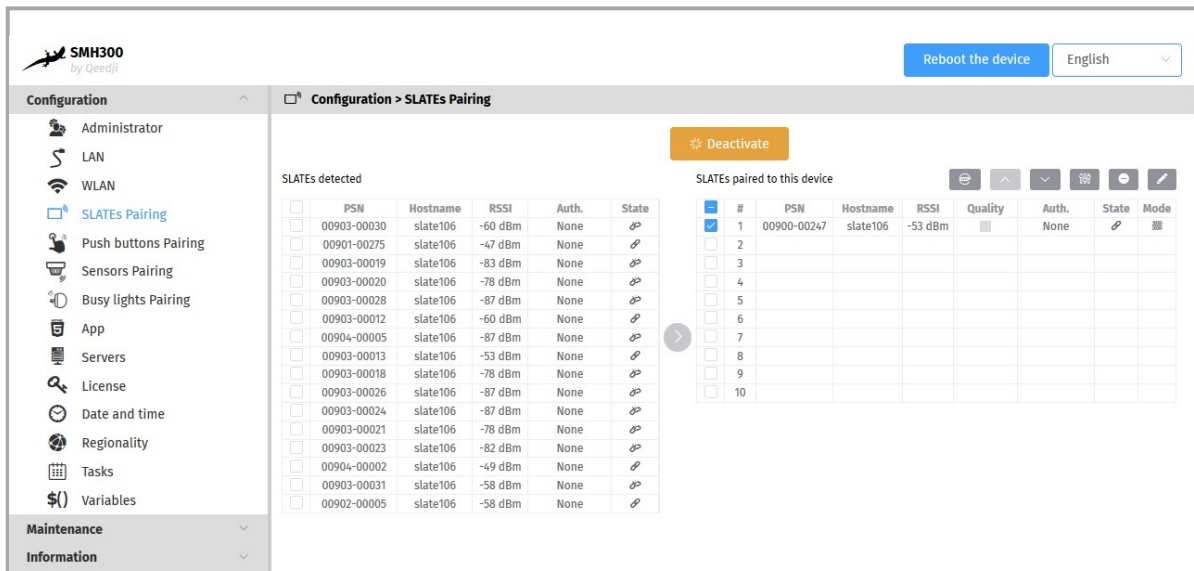 SMH300
by Qeedji
Reboot the device
English
Configuration
Administrator
LAN
WLAN
SLATEs Pairing
Push buttons Pairing
Sensors Pairing
Busy lights Pairing
App
Servers
License
Date and time
Regionality
Tasks
$() Variables
Maintenance
Information
Configuration > SLATEs Pairing
Deactivate
SLATEs detected
PSN Hostname RSSI Auth. State
00903-00030 slate106 -60 dBm None
00901-00275 slate106 -47 dBm None
00903-00019 slate106 -83 dBm None
00903-00020 slate106 -78 dBm None
00903-00028 slate106 -87 dBm None
00903-00012 slate106 -60 dBm None
00904-00005 slate106 -87 dBm None
00903-00013 slate106 -53 dBm None
00903-00018 slate106 -78 dBm None
00903-00026 slate106 -87 dBm None
00903-00024 slate106 -87 dBm None
00903-00021 slate106 -78 dBm None
00903-00023 slate106 -82 dBm None
00904-00002 slate106 -49 dBm None
00903-00031 slate106 -58 dBm None
00902-00005 slate106 -58 dBm None
SLATEs paired to this device
# PSN Hostname RSSI Quality Auth. State Mode
1 00900-00247 slate106 -53 dBm None
2
3
4
5
6
7
8
9
10